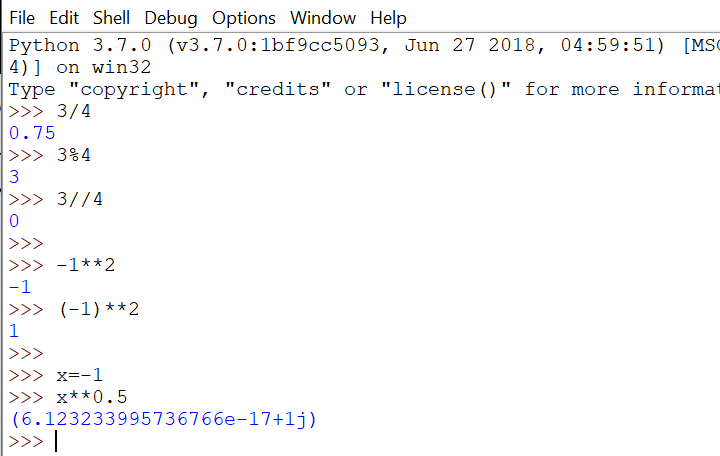 File Edit Shell Debug Options Window Help
Python 3.7.0 (v3.7.0:1bf9cc5093, Jun 27 2018, 04:59:51) [MSC
4)] on win32
Type "copyright", "credits" or "license()" for more informat
>>> 3/4
0.75
>>> 3%4
3
>>> 3//4
0
>>>
>>> -1**2
-1
>>> (-1)**2
1
>>>
>>> x=-1
>>> x**0.5
(6.123233995736766e-17+1j)
>>>